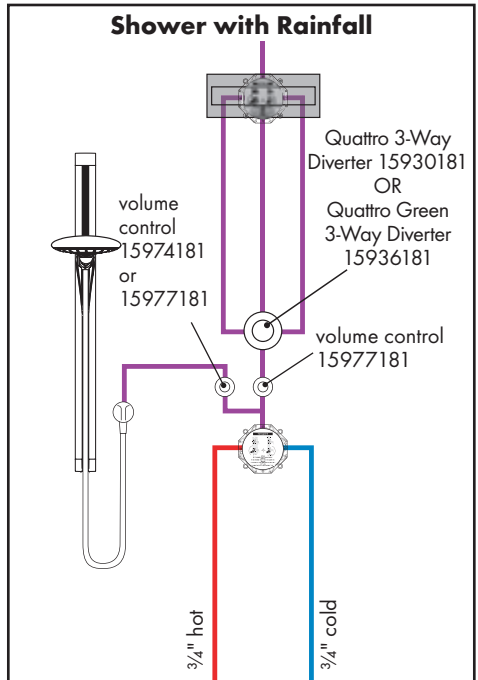 Shower with Rainfall
Quattro 3-Way
Diverter 15930181
OR
Quattro Green
3-Way Diverter
15936181
volume
control
15974181
or
15977181
volume control
15977181
3/4" hot
3/4" cold